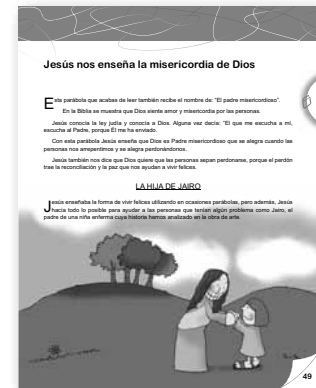 Jesús nos enseña la misericordia de Dios
Esta parábola que acabas de leer también recibe el nombre de: “El padre misericordioso”.
En la Biblia se muestra que Dios siente amor y misericordia por las personas.
Jesús conocía la ley judía y conocía a Dios. Alguna vez decía: “El que me escucha a mí,
escucha al Padre, porque Él me ha enviado.
Con esta parábola Jesús enseña que Dios es Padre misericordioso que se alegra cuando las
personas nos arrepentimos y se alegra perdonándonos.
Jesús también nos dice que Dios quiere que las personas sepan perdonarse, porque el perdón
trae la reconciliación y la paz que nos ayudan a vivir felices.
LA HIJA DE JAIRO
Jesús enseñaba la forma de vivir felices utilizando en ocasiones parábolas, pero además, Jesús
hacía todo lo posible para ayudar a las personas que tenían algún problema como Jairo, el
padre de una niña enferma cuya historia hemos analizado en la obra de arte.
49